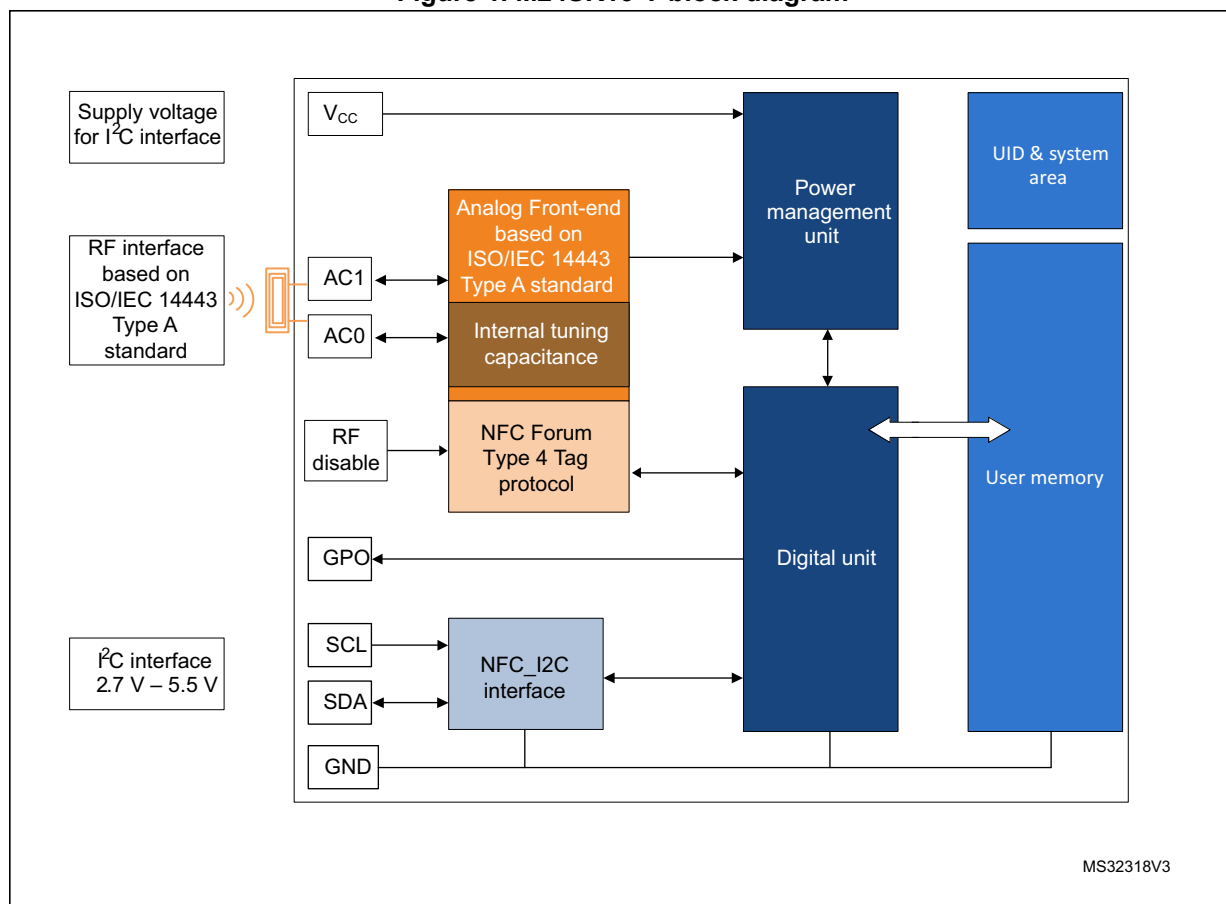 Supply voltage
for I²C interface
V_CC
Power
management
unit
UID & system
area
RF interface
based on
ISO/IEC 14443
Type A
standard
AC1
AC0
Analog Front-end
based on
ISO/IEC 14443
Type A standard
Internal tuning
capacitance
RF
disable
NFC Forum
Type 4 Tag
protocol
User memory
GPO
Digital unit
I²C interface
2.7 V – 5.5 V
SCL
SDA
NFC_I2C
interface
GND
MS32318V3